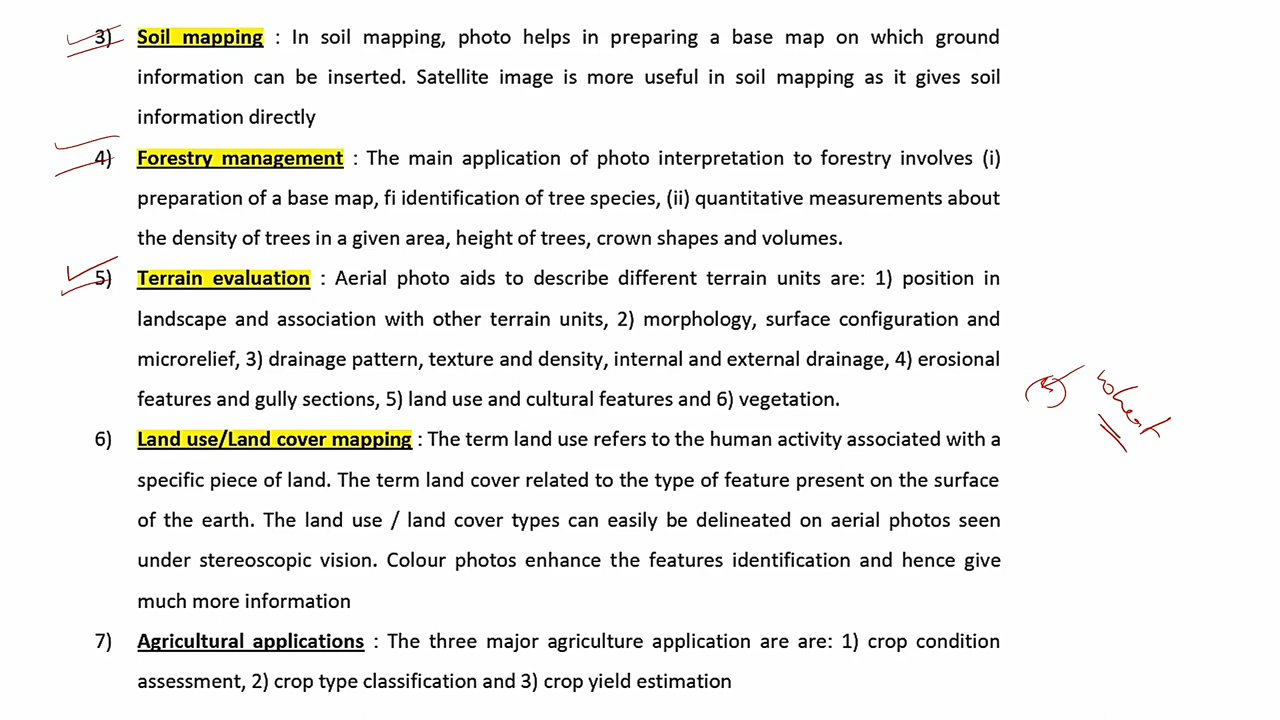 3) Soil mapping : In soil mapping, photo helps in preparing a base map on which ground
information can be inserted. Satellite image is more useful in soil mapping as it gives soil
information directly
4) Forestry management : The main application of photo interpretation to forestry involves (i)
preparation of a base map, fi identification of tree species, (ii) quantitative measurements about
the density of trees in a given area, height of trees, crown shapes and volumes.
5) Terrain evaluation : Aerial photo aids to describe different terrain units are: 1) position in
landscape and association with other terrain units, 2) morphology, surface configuration and
microrelief, 3) drainage pattern, texture and density, internal and external drainage, 4) erosional
features and gully sections, 5) land use and cultural features and 6) vegetation.
6) Land use/Land cover mapping : The term land use refers to the human activity associated with a
specific piece of land. The term land cover related to the type of feature present on the surface
of the earth. The land use / land cover types can easily be delineated on aerial photos seen
under stereoscopic vision. Colour photos enhance the features identification and hence give
much more information
7) Agricultural applications : The three major agriculture application are are: 1) crop condition
assessment, 2) crop type classification and 3) crop yield estimation
wheat